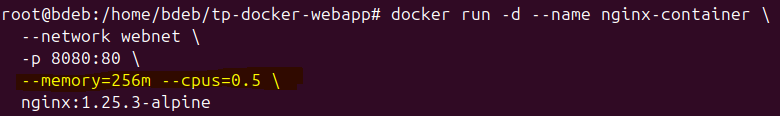 root@bdeb:/home/bdeb/tp-docker-webapp# docker run -d --name nginx-container \
--network webnet \
-p 8080:80 \
--memory=256m --cpus=0.5 \
nginx:1.25.3-alpine